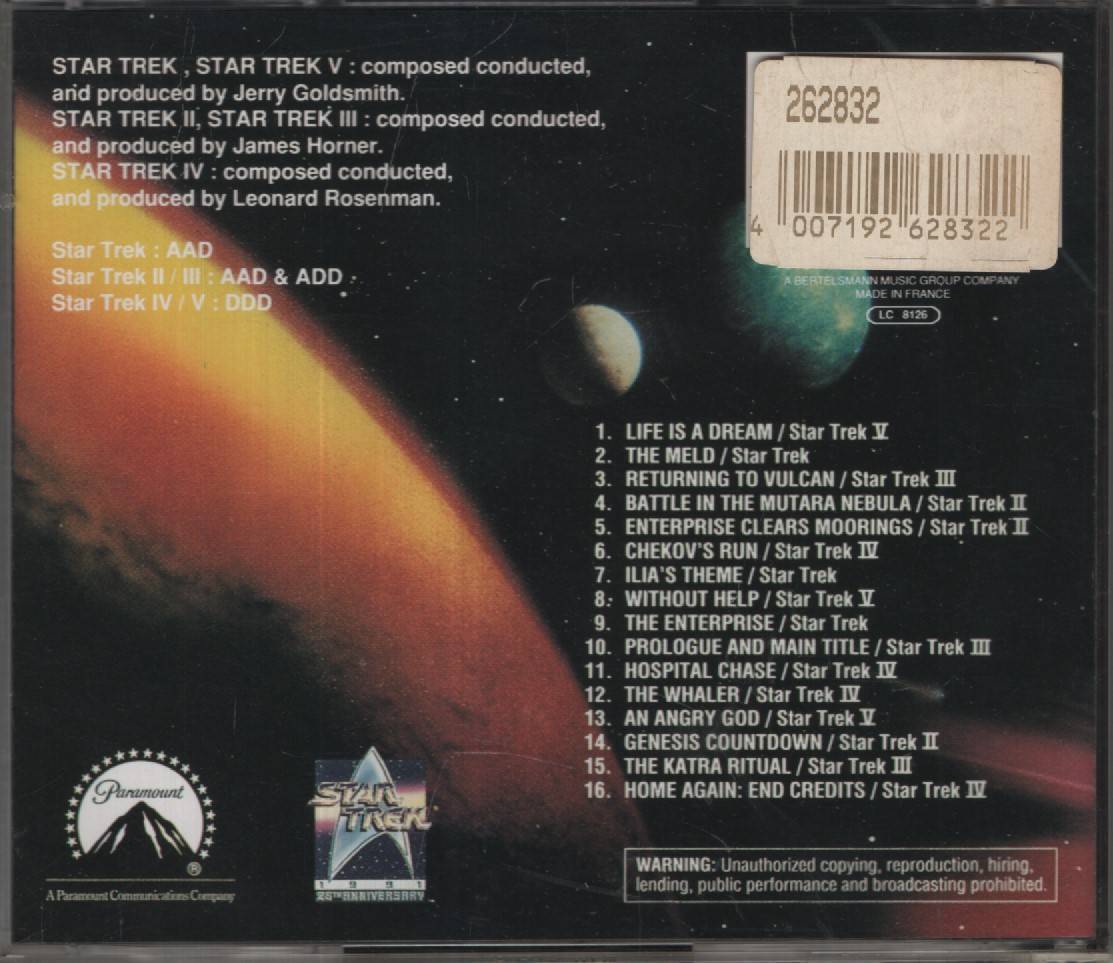 STAR TREK , STAR TREK V : composed conducted,
and produced by Jerry Goldsmith.
STAR TREK II, STAR TREK III : composed conducted,
and produced by James Horner.
STAR TREK IV : composed conducted,
and produced by Leonard Rosenman.
Star Trek : AAD
Star Trek II / III : AAD & ADD
Star Trek IV / V : DDD
262832
4 007192 628322
A BERTELSMANN MUSIC GROUP COMPANY
MADE IN FRANCE
LC 8126
1. LIFE IS A DREAM / Star Trek V
2. THE MELD / Star Trek
3. RETURNING TO VULCAN / Star Trek III
4. BATTLE IN THE MUTARA NEBULA / Star Trek II
5. ENTERPRISE CLEARS MOORINGS / Star Trek II
6. CHEKOV'S RUN / Star Trek IV
7. ILIA'S THEME / Star Trek
8. WITHOUT HELP / Star Trek V
9. THE ENTERPRISE / Star Trek
10. PROLOGUE AND MAIN TITLE / Star Trek III
11. HOSPITAL CHASE / Star Trek IV
12. THE WHALER / Star Trek IV
13. AN ANGRY GOD / Star Trek V
14. GENESIS COUNTDOWN / Star Trek II
15. THE KATRA RITUAL / Star Trek III
16. HOME AGAIN: END CREDITS / Star Trek IV
Paramount
®
A Paramount Communications Company
STAR
TREK
1991
25TH ANNIVERSARY
WARNING: Unauthorized copying, reproduction, hiring,
lending, public performance and broadcasting prohibited.